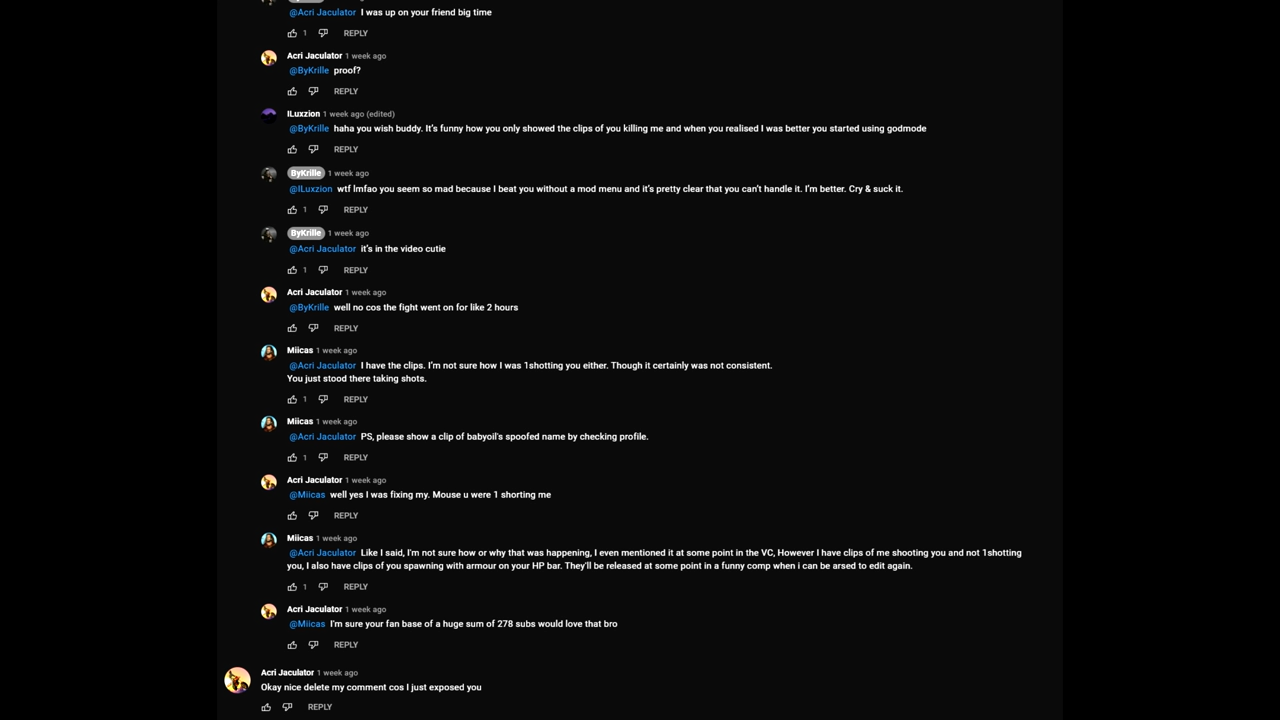 @Acri Jaculator I was up on your friend big time
1 REPLY
Acri Jaculator 1 week ago
@ByKrille proof?
REPLY
ILuxzion 1 week ago (edited)
@ByKrille haha you wish buddy. It's funny how you only showed the clips of you killing me and when you realised I was better you started using godmode
REPLY
ByKrille 1 week ago
@ILuxzion wtf lmfao you seem so mad because I beat you without a mod menu and it's pretty clear that you can't handle it. I'm better. Cry & suck it.
1 REPLY
ByKrille 1 week ago
@Acri Jaculator it's in the video cutie
1 REPLY
Acri Jaculator 1 week ago
@ByKrille well no cos the fight went on for like 2 hours
REPLY
Miicas 1 week ago
@Acri Jaculator I have the clips. I'm not sure how I was 1shotting you either. Though it certainly was not consistent.
You just stood there taking shots.
1 REPLY
Miicas 1 week ago
@Acri Jaculator PS, please show a clip of babyoil's spoofed name by checking profile.
1 REPLY
Acri Jaculator 1 week ago
@Miicas well yes I was fixing my. Mouse u were 1 shorting me
REPLY
Miicas 1 week ago
@Acri Jaculator Like I said, I'm not sure how or why that was happening, I even mentioned it at some point in the VC, However I have clips of me shooting you and not 1shotting
you, I also have clips of you spawning with armour on your HP bar. They'll be released at some point in a funny comp when i can be arsed to edit again.
1 REPLY
Acri Jaculator 1 week ago
@Miicas I'm sure your fan base of a huge sum of 278 subs would love that bro
REPLY
Acri Jaculator 1 week ago
Okay nice delete my comment cos I just exposed you
REPLY